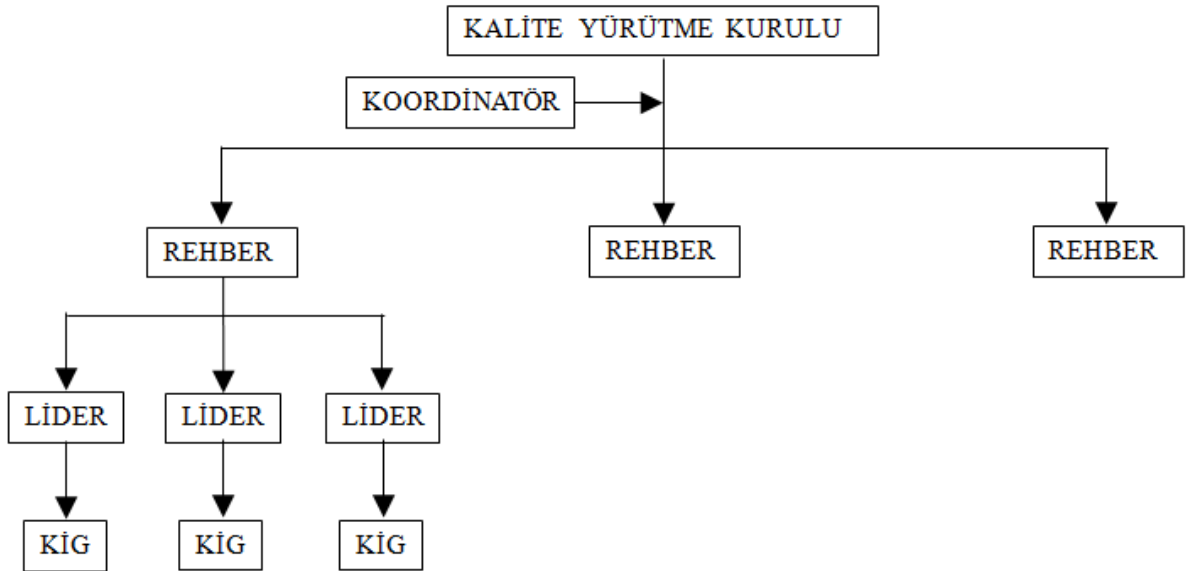 KALİTE YÜRÜTME KURULU
KOORDİNATÖR
REHBER
REHBER
REHBER
LİDER
LİDER
LİDER
KİG
KİG
KİG